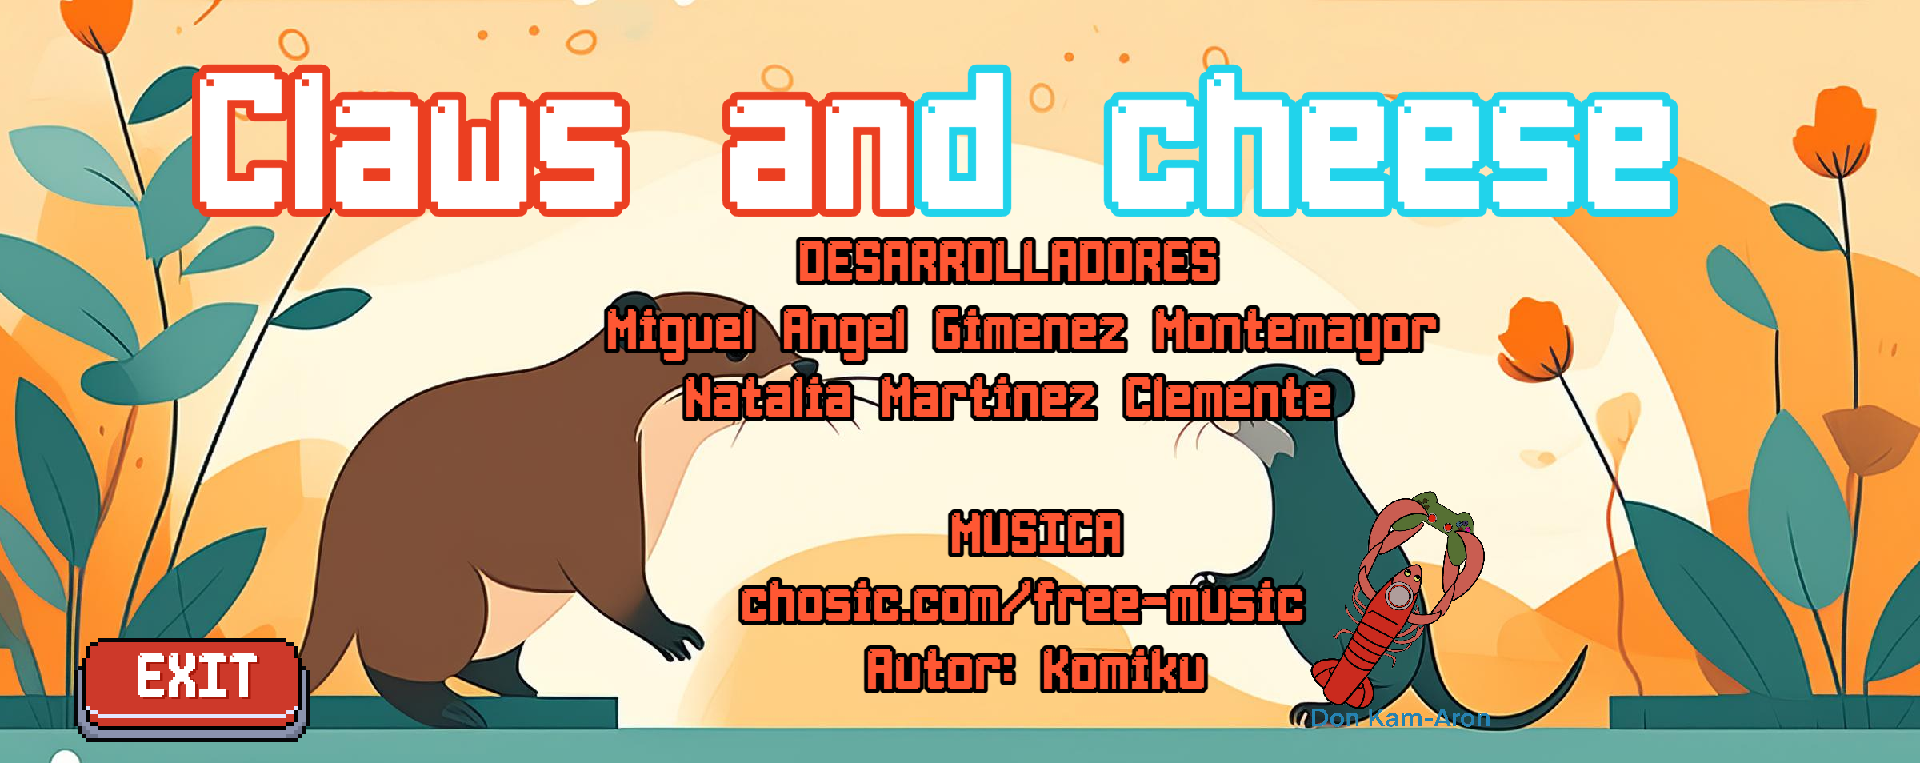 Claws and cheese
DESARROLLADORES
Miguel Angel Gimenez Montemayor
Natalia Martinez Clemente
MUSICA
chosic.com/free-music
Autor: Komiku
EXIT
Don Kam-Aron